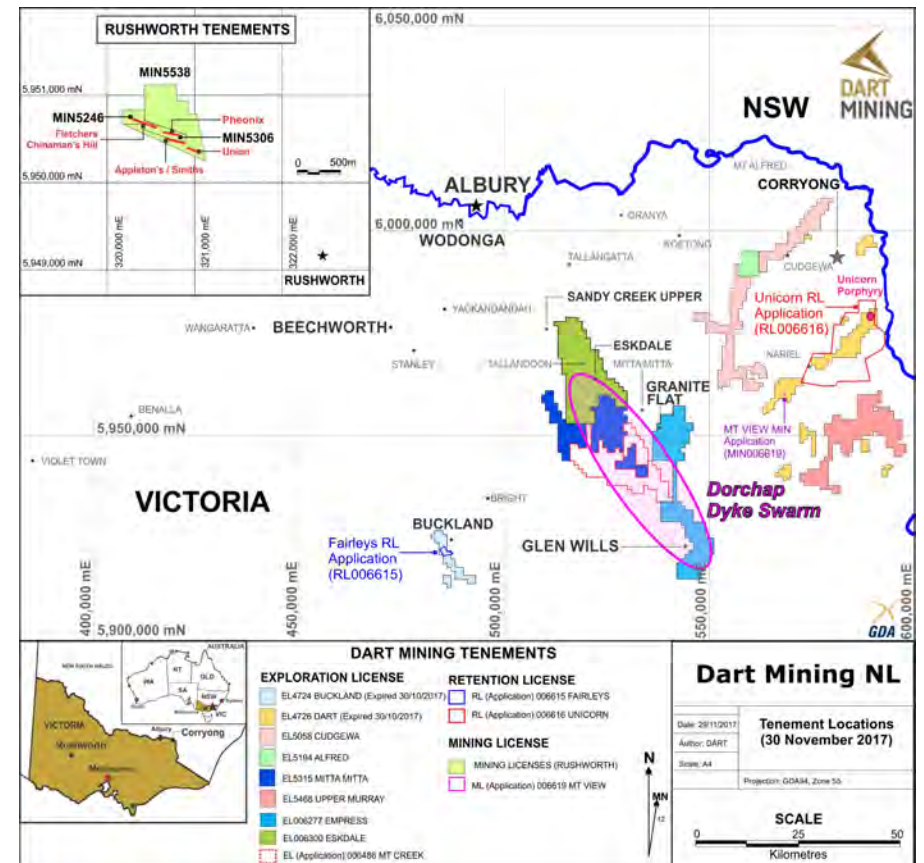 RUSHWORTH TENEMENTS
MIN5538
5,951,000 mN
MIN5246
Pheonix
Fletchers
MIN5306
Chinaman's Hill
Union
Appleton's / Smiths
5,950,000 mN
0 500m
5,949,000 mN
320,000 mE
321,000 mE
322,000 mE
RUSHWORTH
6,050,000 mN
DART
MINING
NSW
MT ALFRED
CORRYONG
ALBURY
WODONGA
GRANYA
6,000,000 mN
KOETONG
TALLANGATTA
CUDGEWA
Unicorn
Porphyry
SANDY CREEK UPPER
Unicorn RL
Application
(RL006616)
YACKANDANDAH
WANGARATTA
BEECHWORTH
ESKDALE
STANLEY
TALLANDOON
MITTA MITTA
NARIEL
GRANITE
FLAT
BENALLA
5,950,000 mN
MT VIEW MIN
Application
(MIN006619)
VIOLET TOWN
VICTORIA
BRIGHT
Dorchap
Dyke Swarm
BUCKLAND
Fairleys RL
Application
(RL006615)
GLEN WILLS
400,000 mE
450,000 mE
500,000 mE
550,000 mE
600,000 mE
5,900,000 mN
GDA
DART MINING TENEMENTS
EXPLORATION LICENSE
EL4724 BUCKLAND (Expired 30/10/2017)
EL4726 DART (Expired 30/10/2017)
EL5058 CUDGEWA
EL5194 ALFRED
EL5315 MITTA MITTA
EL5468 UPPER MURRAY
EL006277 EMPRESS
EL006300 ESKDALE
EL (Application) 006486 MT CREEK
RETENTION LICENSE
RL (Application) 006615 FAIRLEYS
RL (Application) 006616 UNICORN
MINING LICENSE
MINING LICENSES (RUSHWORTH)
ML (Application) 006619 MT VIEW
N
MN
12
NEW SOUTH WALES
AUSTRALIA
WA
NT
QLD
SA
NSW
VIC
VICTORIA
Albury
Corryong
Rushworth
Melbourne
Dart Mining NL
Date: 29/11/2017
Author: DART
Scale: A4
Tenement Locations
(30 November 2017)
Projection: GDA94, Zone 55
SCALE
0 25 50
Kilometres